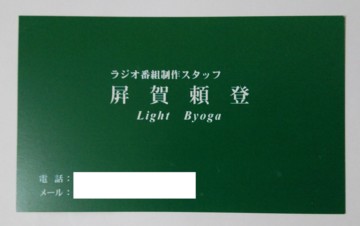 ラジオ番組制作スタッフ
屛賀頼登
Light Byoga
電話：
メール：